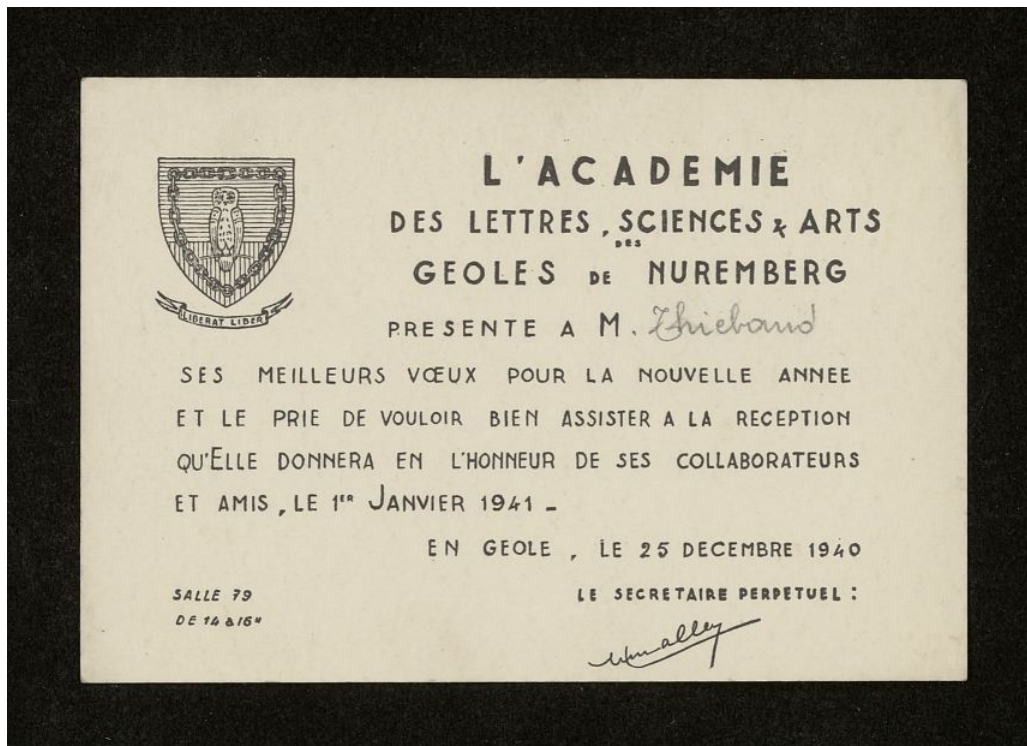 LIBERAT LIBER
L'ACADEMIE
DES LETTRES, SCIENCES & ARTS
DES
GEOLES DE NUREMBERG
PRESENTE A M. Thiebaud
SES MEILLEURS VŒUX POUR LA NOUVELLE ANNEE
ET LE PRIE DE VOULOIR BIEN ASSISTER A LA RECEPTION
QU'ELLE DONNERA EN L'HONNEUR DE SES COLLABORATEURS
ET AMIS, LE 1ER JANVIER 1941 -
EN GEOLE, LE 25 DECEMBRE 1940
SALLE 79
DE 14 à 16H
LE SECRETAIRE PERPETUEL :